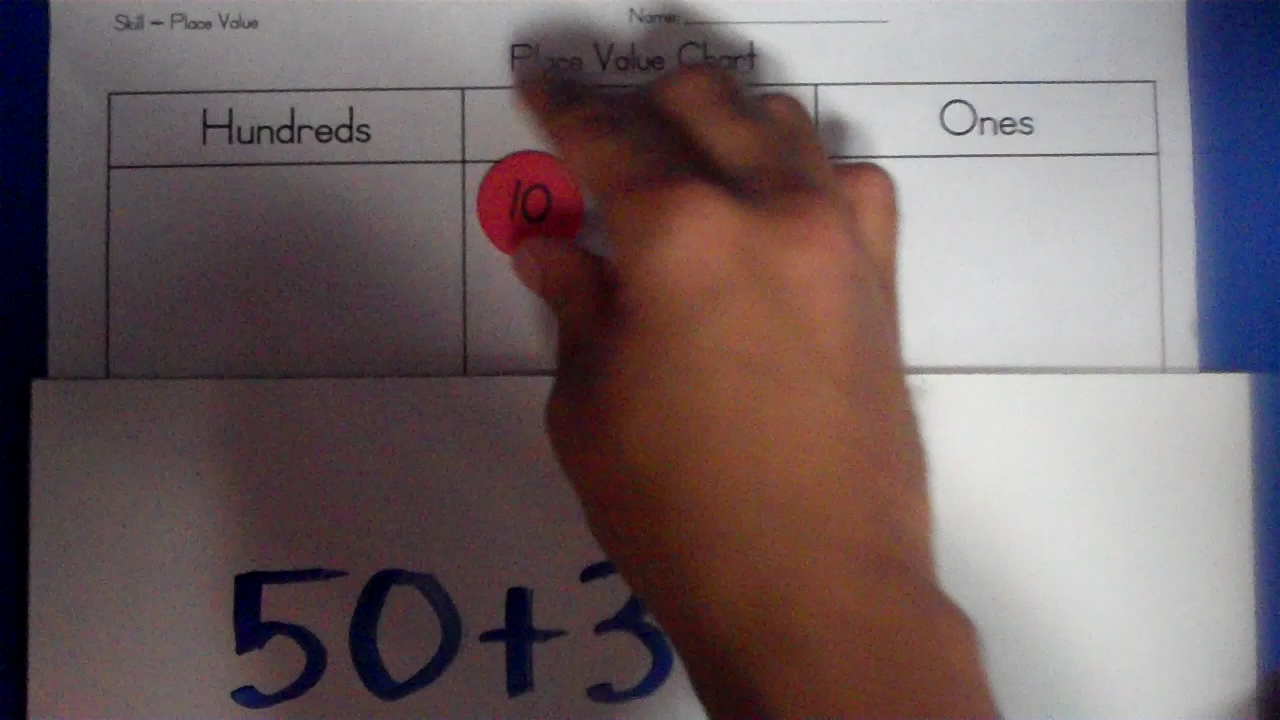 Skill – Place Value
Name:
Place Value Chart
Hundreds
Ones
10
50+3